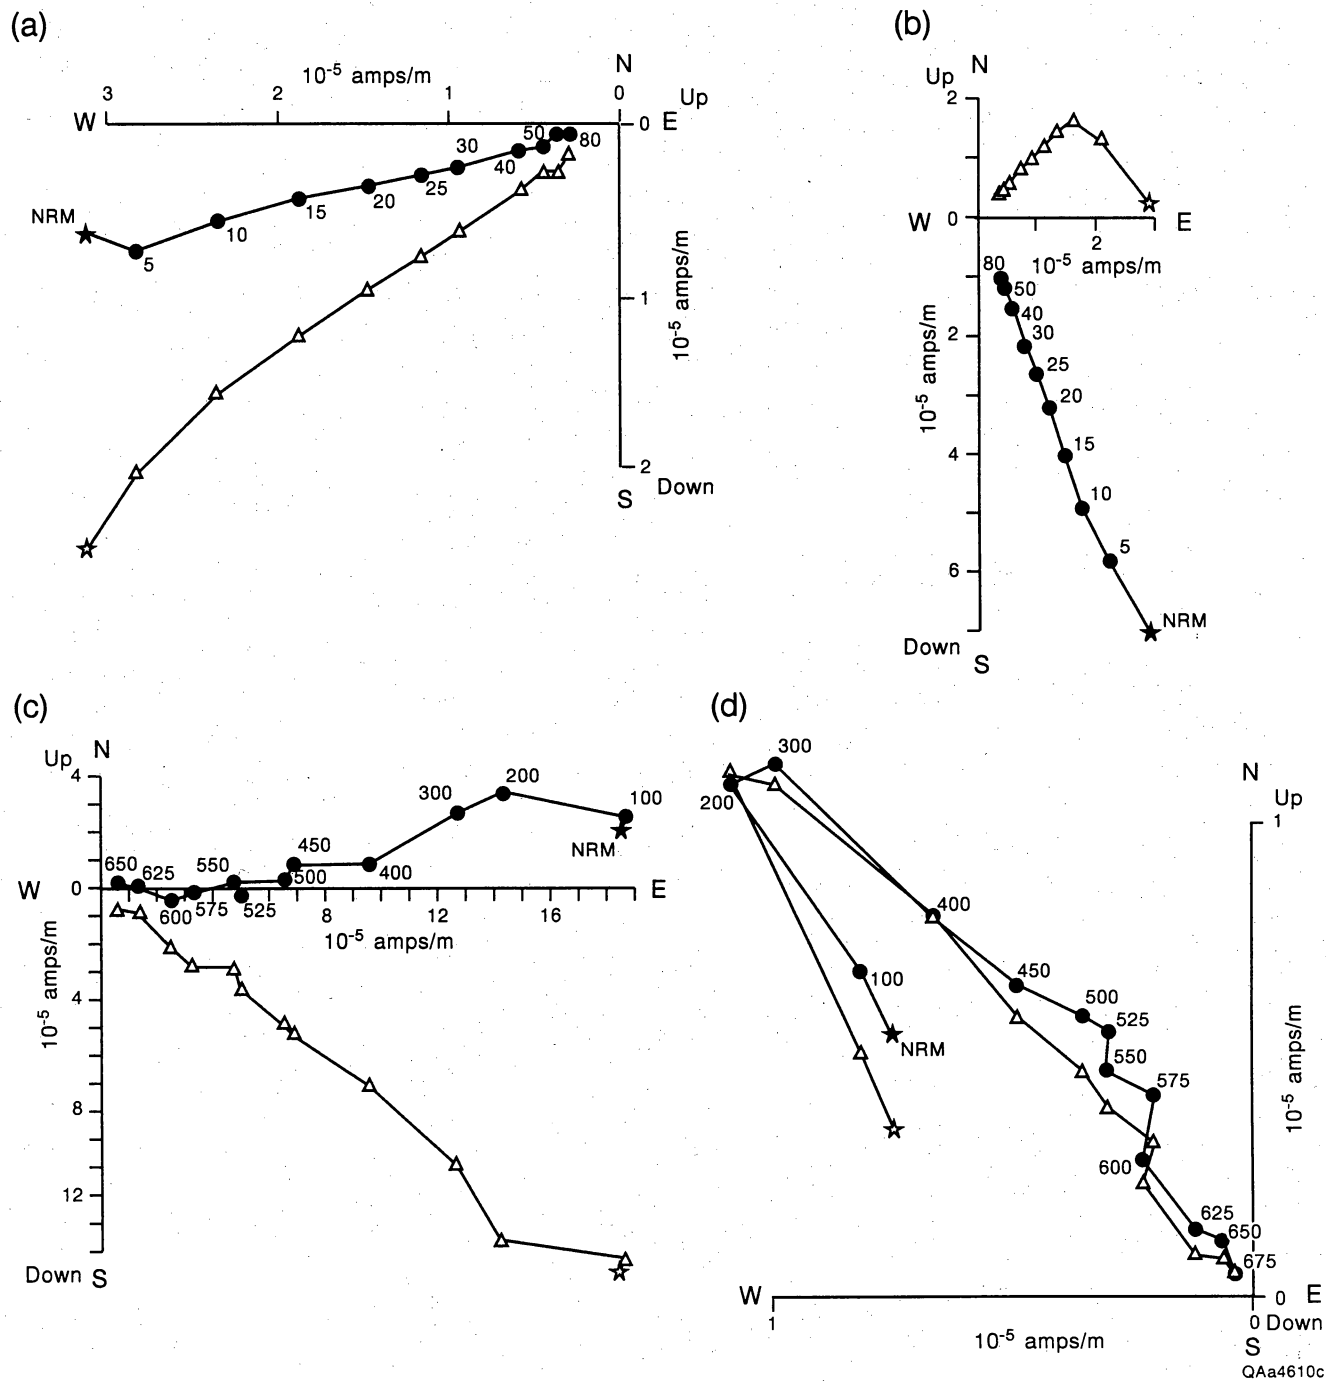 (a)
N
10-5 amps/m
3 2 1 0 Up
W 0 E
50 80
30
40
25
20
15
10
NRM
5
10-5 amps/m
1
2
S Down
(b)
Up N
2
W 0 E
2
80 10-5 amps/m
50
40
2 30
25
20
10-5 amps/m
15
4
10
5
6
NRM
Down S
(c)
Up N
4
200
300 100
450
NRM
400
650 625 550 500
W 0 E
600 575 525 8 12 16
10-5 amps/m
10-5 amps/m
4
8
12
Down S
(d)
300
200
N
Up
1
400
100
450
500
525
NRM
550
575
10-5 amps/m
600
625
650
675
W 0 E
1 0 Down
10-5 amps/m
S
QAa4610c